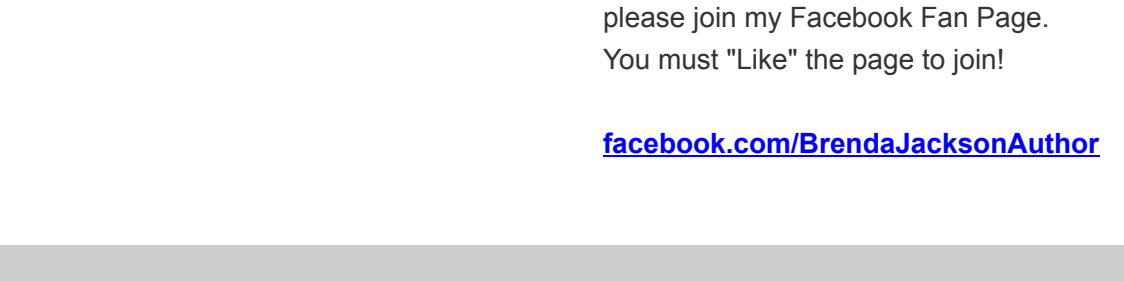 please join my Facebook Fan Page.
You must "Like" the page to join!
facebook.com/BrendaJacksonAuthor